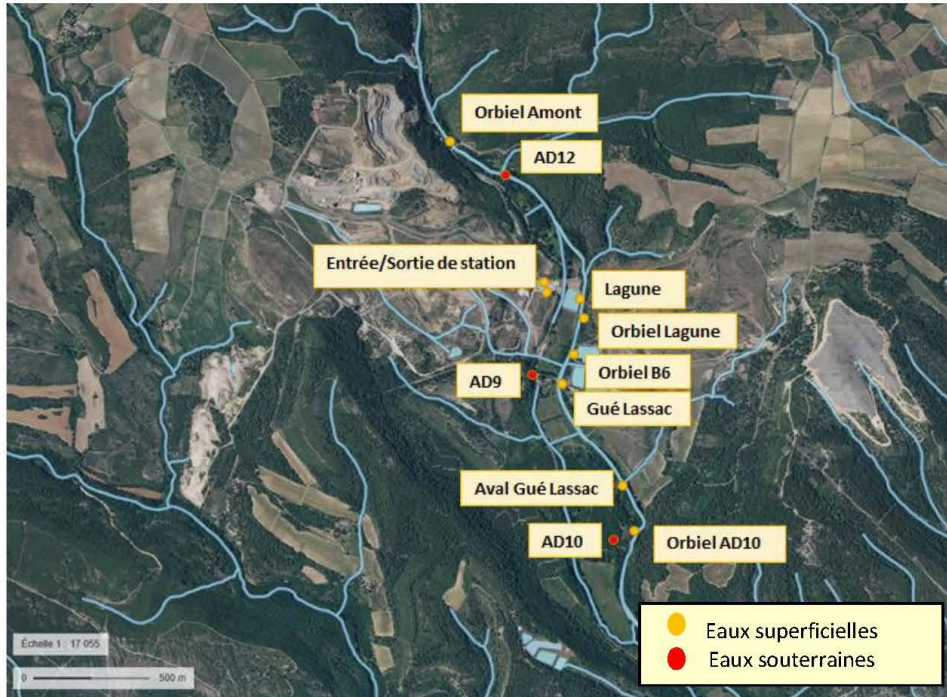 Orbiel Amont
AD12
Entrée/Sortie de station
Lagune
Orbiel Lagune
AD9
Orbiel B6
Gué Lassac
Aval Gué Lassac
AD10
Orbiel AD10
Échelle 1 : 17 055
0 500 m
Eaux superficielles
Eaux souterraines